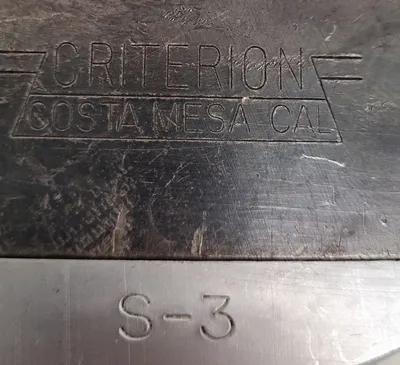 CRITERION
COSTA MESA CAL
S-3